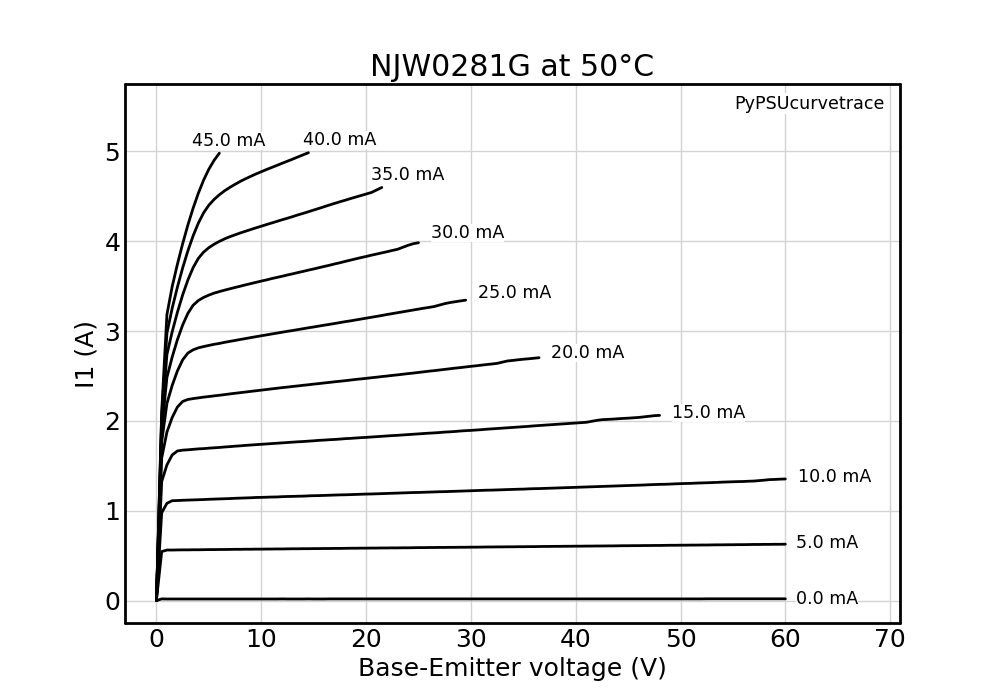 NJW0281G at 50°C
PyPSUcurvetrace
45.0 mA
40.0 mA
35.0 mA
30.0 mA
25.0 mA
20.0 mA
15.0 mA
10.0 mA
5.0 mA
0.0 mA
I1 (A)
5
4
3
2
1
0
0 10 20 30 40 50 60 70
Base-Emitter voltage (V)